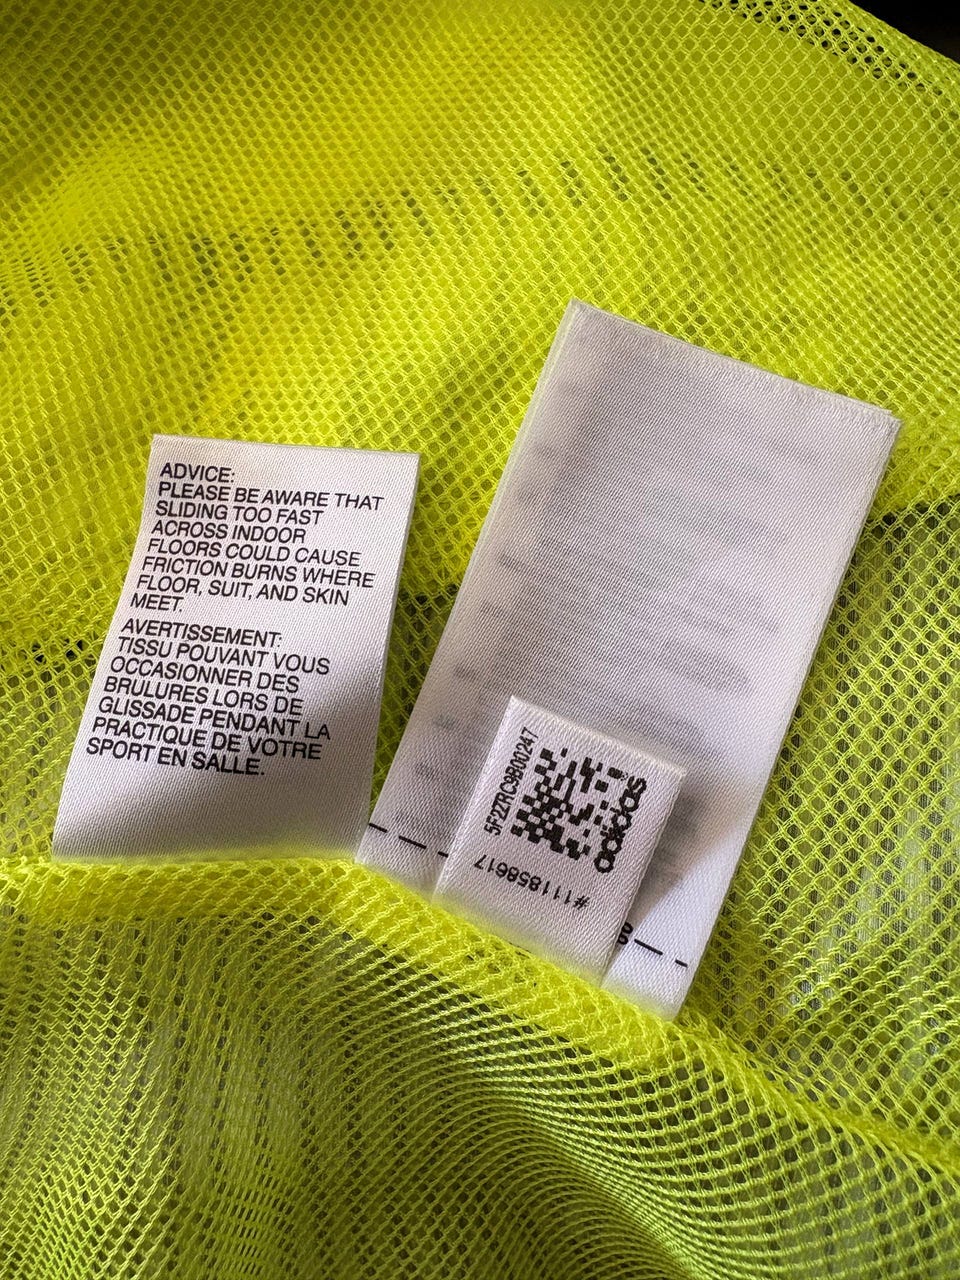 ADVICE:
PLEASE BE AWARE THAT
SLIDING TOO FAST
ACROSS INDOOR
FLOORS COULD CAUSE
FRICTION BURNS WHERE
FLOOR, SUIT, AND SKIN
MEET.
AVERTISSEMENT:
TISSU POUVANT VOUS
OCCASIONNER DES
BRULURES LORS DE
GLISSADE PENDANT LA
PRACTIQUE DE VOTRE
SPORT EN SALLE.
5F2ZRC9B00247
adidas
#111858617